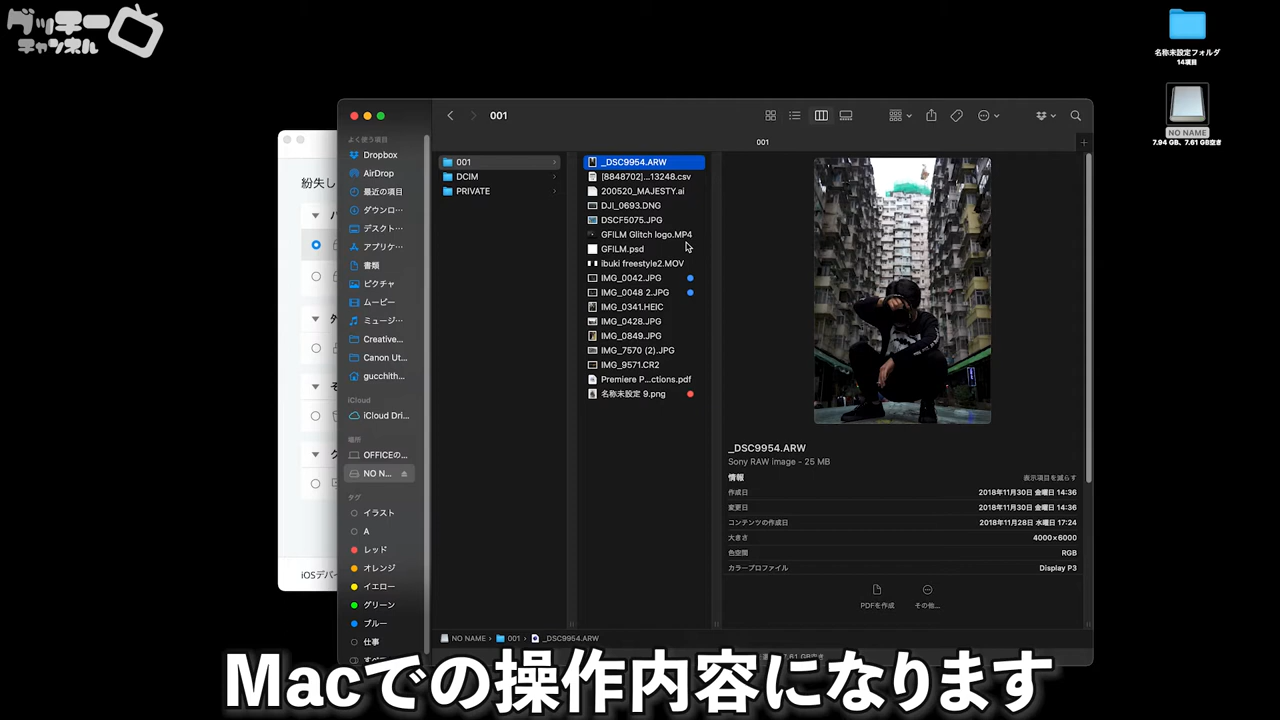 グッチー
チャンネル
名称未設定フォルダ
14項目
NO NAME
7.94 GB、7.61 GB空き
001
001
紛失し
iOSデバ
よく使う項目
Dropbox
AirDrop
最近の項目
ダウンロ…
デスクト…
アプリケ…
書類
ピクチャ
ムービー
ミュージ…
Creative…
Canon Ut…
gucchith…
iCloud
iCloud Dri…
場所
OFFICEの…
NO N…
タグ
イラスト
A
レッド
オレンジ
イエロー
グリーン
ブルー
仕事
001
DCIM
PRIVATE
_DSC9954.ARW
[8848702]…13248.csv
200520_MAJESTY.ai
DJI_0693.DNG
DSCF5075.JPG
GFILM Glitch logo.MP4
GFILM.psd
ibuki freestyle2.MOV
IMG_0042.JPG
IMG_0048 2.JPG
IMG_0341.HEIC
IMG_0428.JPG
IMG_0849.JPG
IMG_7570 (2).JPG
IMG_9571.CR2
Premiere P…ctions.pdf
名称未設定 9.png
_DSC9954.ARW
Sony RAW image - 25 MB
情報 表示項目を減らす
作成日 2018年11月30日 金曜日 14:36
変更日 2018年11月30日 金曜日 14:36
コンテンツの作成日 2018年11月28日 水曜日 17:24
大きさ 4000×6000
色空間 RGB
カラープロファイル Display P3
PDFを作成 その他…
NO NAME › 001 › _DSC9954.ARW
Macでの操作内容になります